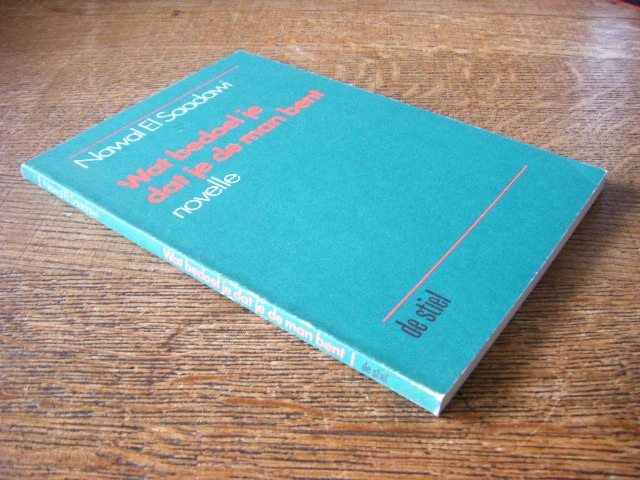 Nawal El Saadawi
Wat bedoel je
dat je de man bent
novelle
de stiel
Nawal El Saadawi
Wat bedoel je dat je de man bent
de stiel